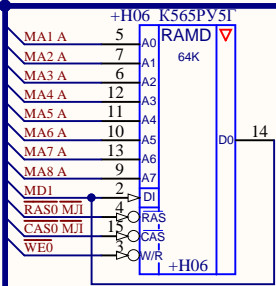 +H06 К565РУ5Г
MA1 A 5 A0 RAMD
64K
MA2 A 7 A1
MA3 A 6 A2
MA4 A 12 A3
MA5 A 11 A4
MA6 A 10 A5 D0 14
MA7 A 13 A6
MA8 A 9 A7
MD1 2 DI
RAS0 МЛ 4 RAS
CAS0 МЛ 15 CAS
WE0 3 W/R
+H06